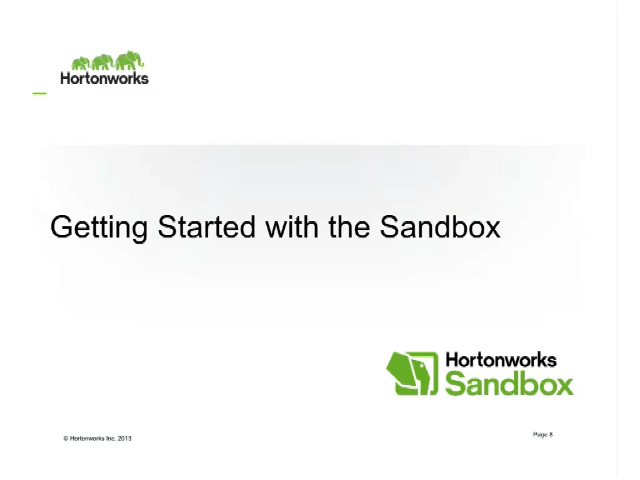 Hortonworks
Getting Started with the Sandbox
Hortonworks
Sandbox
© Hortonworks Inc. 2013
Page 8